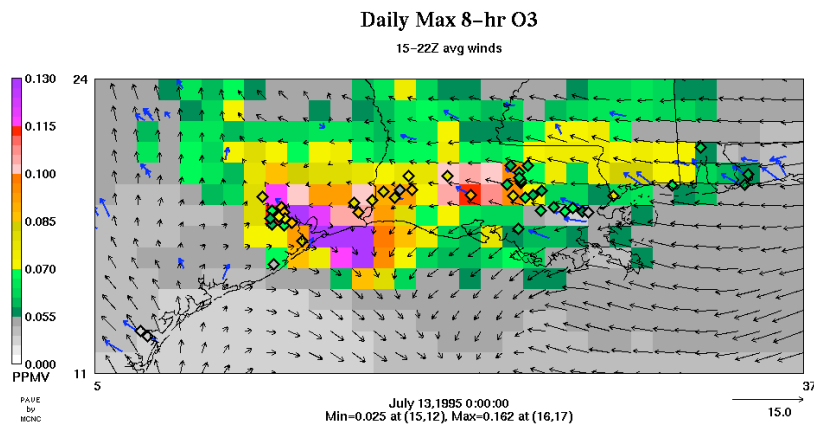 Daily Max 8-hr O3
15-22Z avg winds
24
0.130
0.115
0.100
0.085
0.070
0.055
0.000
PPMV
PAVE
by
MCNC
11
5
37
July 13,1995 0:00:00
Min=0.025 at (15,12), Max=0.162 at (16,17)
15.0